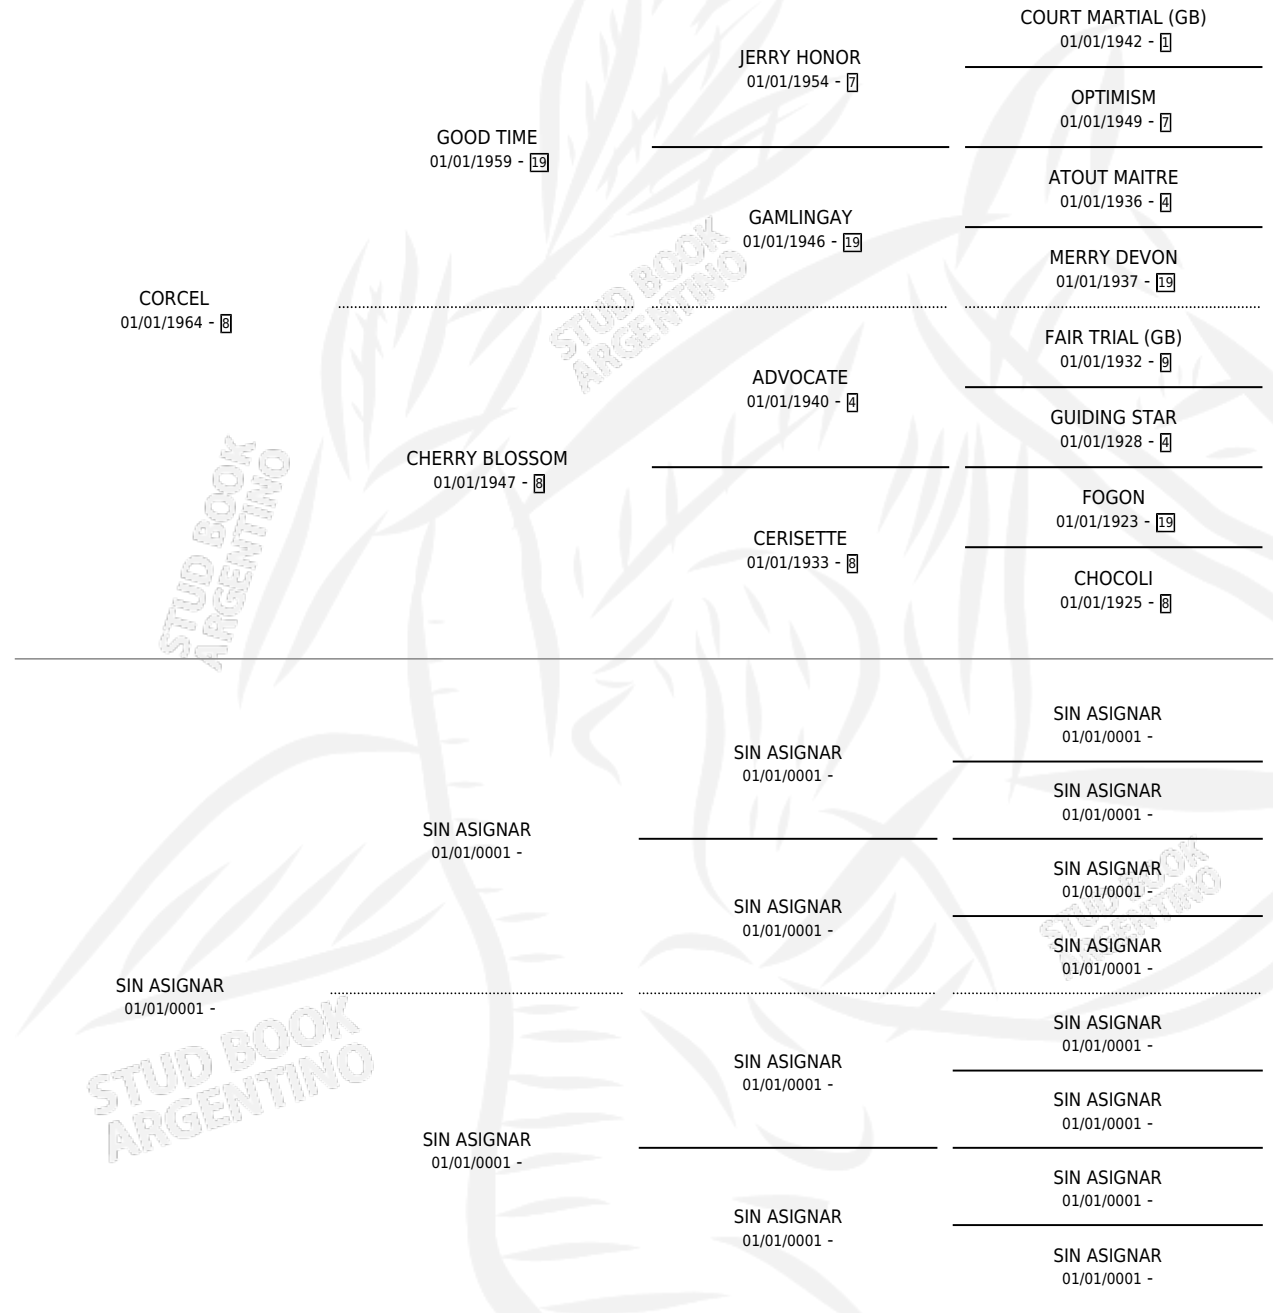 COURT MARTIAL (GB)
01/01/1942 - 1
JERRY HONOR
01/01/1954 - 7
OPTIMISM
01/01/1949 - 7
GOOD TIME
01/01/1959 - 19
ATOUT MAITRE
01/01/1936 - 4
GAMLINGAY
01/01/1946 - 19
MERRY DEVON
01/01/1937 - 19
CORCEL
01/01/1964 - 8
FAIR TRIAL (GB)
01/01/1932 - 9
ADVOCATE
01/01/1940 - 4
GUIDING STAR
01/01/1928 - 4
CHERRY BLOSSOM
01/01/1947 - 8
FOGON
01/01/1923 - 19
CERISETTE
01/01/1933 - 8
CHOCOLI
01/01/1925 - 8
STUD BOOK
ARGENTINO
STUD BOOK
ARGENTINO
SIN ASIGNAR
01/01/0001 -
SIN ASIGNAR
01/01/0001 -
SIN ASIGNAR
01/01/0001 -
SIN ASIGNAR
01/01/0001 -
SIN ASIGNAR
01/01/0001 -
SIN ASIGNAR
01/01/0001 -
SIN ASIGNAR
01/01/0001 -
SIN ASIGNAR
01/01/0001 -
SIN ASIGNAR
01/01/0001 -
SIN ASIGNAR
01/01/0001 -
SIN ASIGNAR
01/01/0001 -
SIN ASIGNAR
01/01/0001 -
SIN ASIGNAR
01/01/0001 -
SIN ASIGNAR
01/01/0001 -
SIN ASIGNAR
01/01/0001 -
STUD BOOK
ARGENTINO
STUD BOOK
ARGENTINO